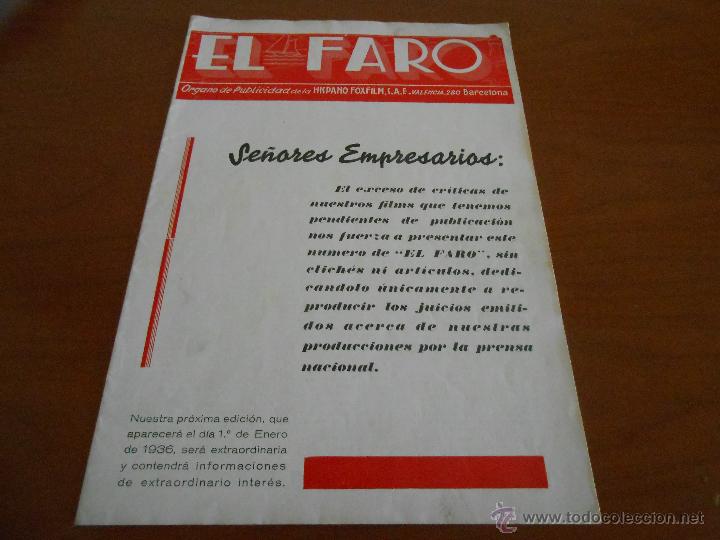 EL FARO
Organo de Publicidad de la HISPANO FOXFILM, S.A.E. - VALENCIA, 280 Barcelona
Señores Empresarios:
El exceso de críticas de
nuestros films que tenemos
pendientes de publicación
nos fuerza a presentar este
numero de "EL FARO", sin
clichés ni artículos, dedi-
candolo únicamente a re-
producir los juicios emiti-
dos acerca de nuestras
producciones por la prensa
nacional.
Nuestra próxima edición, que
aparecerá el día 1.º de Enero
de 1936, será extraordinaria
y contendrá informaciones
de extraordinario interés.
© www.todocoleccion.net